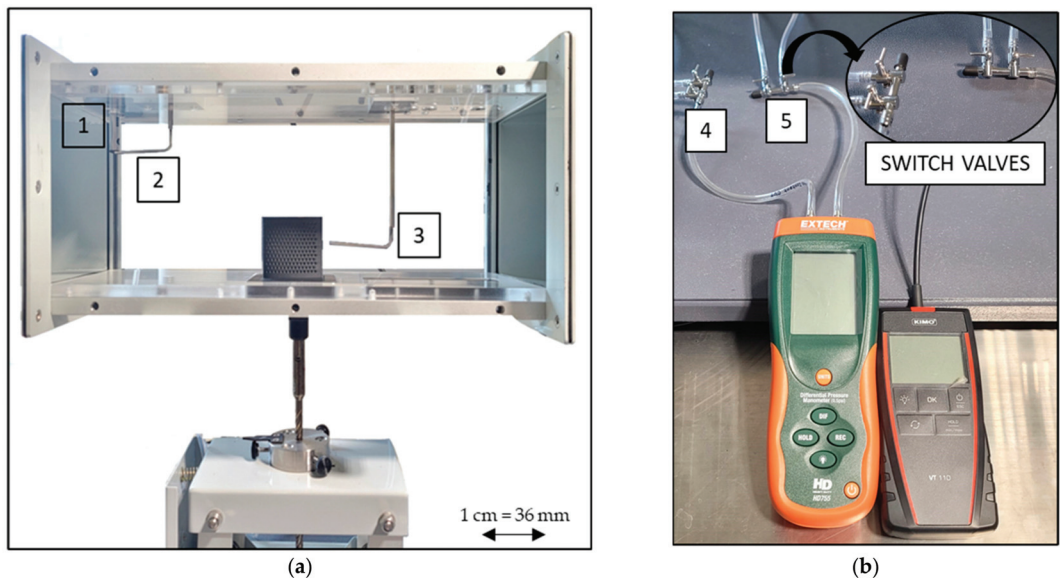 1
2
3
1 cm = 36 mm
(a)
4
5
SWITCH VALVES
EXTECH
Differential Pressure
Manometer
DIF
HOLD
REC
HD
HD755
KIMO
OK
VT 110
(b)